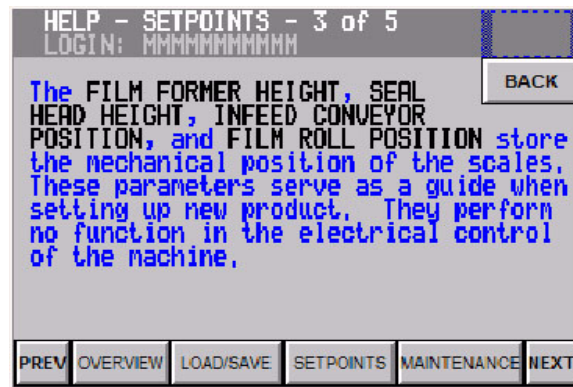 HELP - SETPOINTS - 3 of 5
LOGIN: MMMMMMMMMMM
BACK
The FILM FORMER HEIGHT, SEAL
HEAD HEIGHT, INFEED CONVEYOR
POSITION, and FILM ROLL POSITION store
the mechanical position of the scales.
These parameters serve as a guide when
setting up new product. They perform
no function in the electrical control
of the machine.
PREV OVERVIEW LOAD/SAVE SETPOINTS MAINTENANCE NEXT